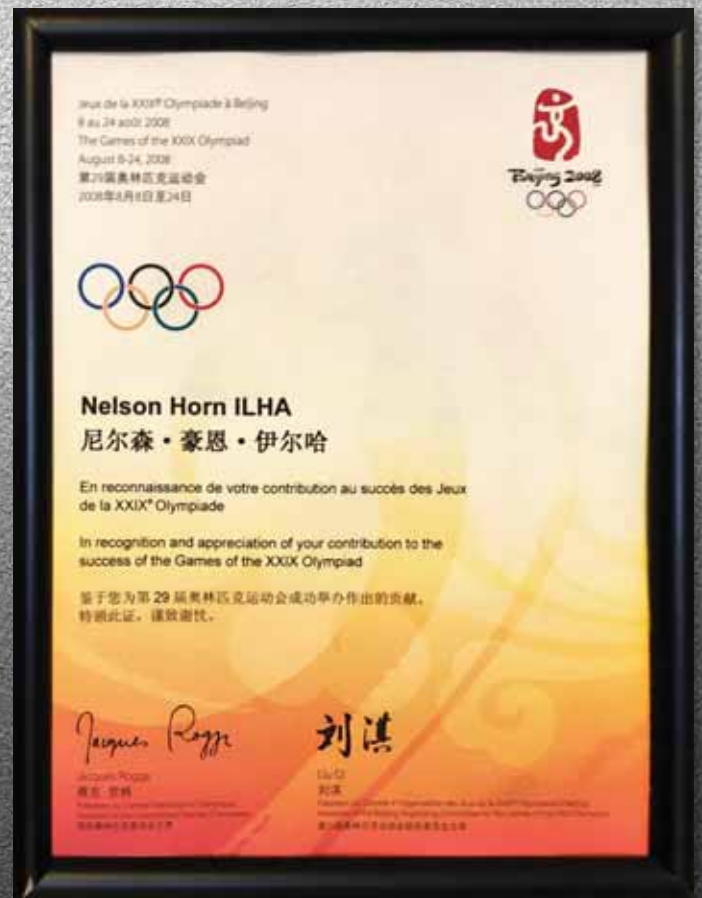 Jeux de la XXIXe Olympiade à Beijing
8 au 24 août 2008
The Games of the XXIX Olympiad
August 8-24, 2008
第29届奥林匹克运动会
2008年8月8日至24日
Beijing 2008
Nelson Horn ILHA
尼尔森·豪恩·伊尔哈
En reconnaissance de votre contribution au succès des Jeux
de la XXIXe Olympiade
In recognition and appreciation of your contribution to the
success of the Games of the XXIX Olympiad
鉴于您为第 29 届奥林匹克运动会成功举办作出的贡献，
特颁此证，谨致谢忱。
Jacques Rogge
刘淇
Jacques Rogge
Liu Qi
刘淇